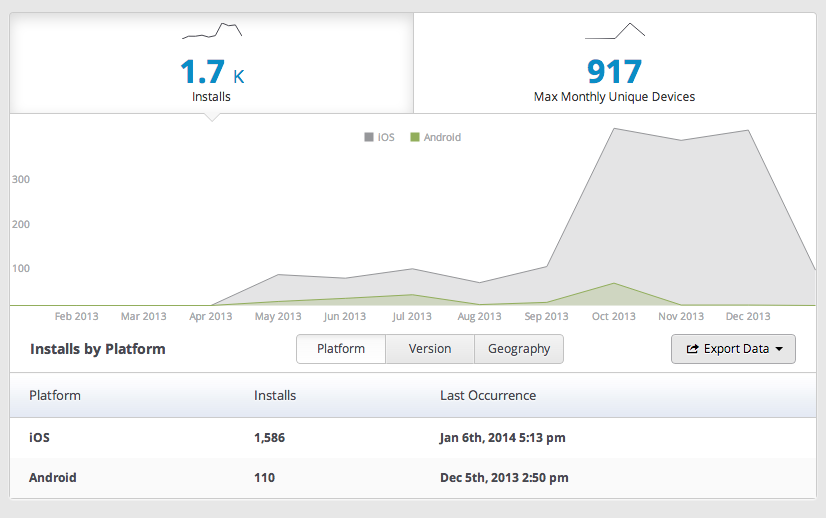 1.7 K
Installs
917
Max Monthly Unique Devices
iOS
Android
300
200
100
Feb 2013
Mar 2013
Apr 2013
May 2013
Jun 2013
Jul 2013
Aug 2013
Sep 2013
Oct 2013
Nov 2013
Dec 2013
Installs by Platform
Platform
Version
Geography
Export Data
Platform Installs Last Occurrence
iOS 1,586 Jan 6th, 2014 5:13 pm
Android 110 Dec 5th, 2013 2:50 pm